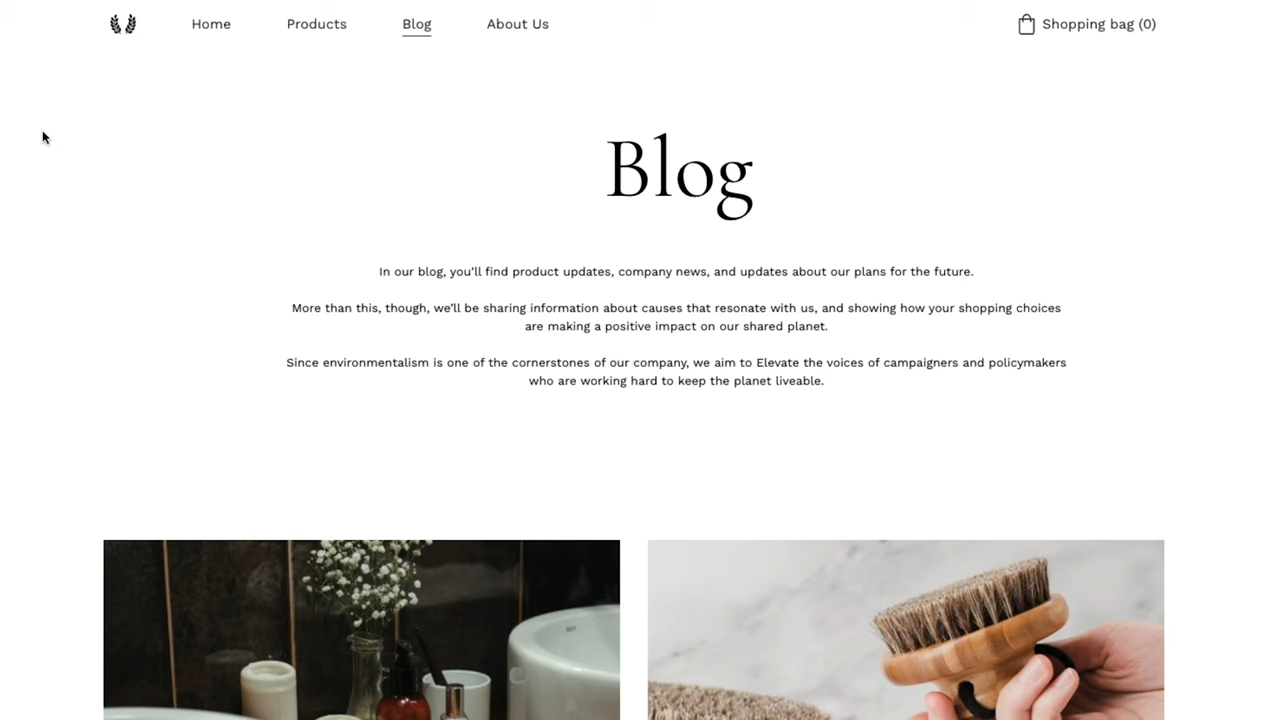 Home Products Blog About Us Shopping bag (0)
Blog
In our blog, you’ll find product updates, company news, and updates about our plans for the future.
More than this, though, we’ll be sharing information about causes that resonate with us, and showing how your shopping choices
are making a positive impact on our shared planet.
Since environmentalism is one of the cornerstones of our company, we aim to Elevate the voices of campaigners and policymakers
who are working hard to keep the planet liveable.